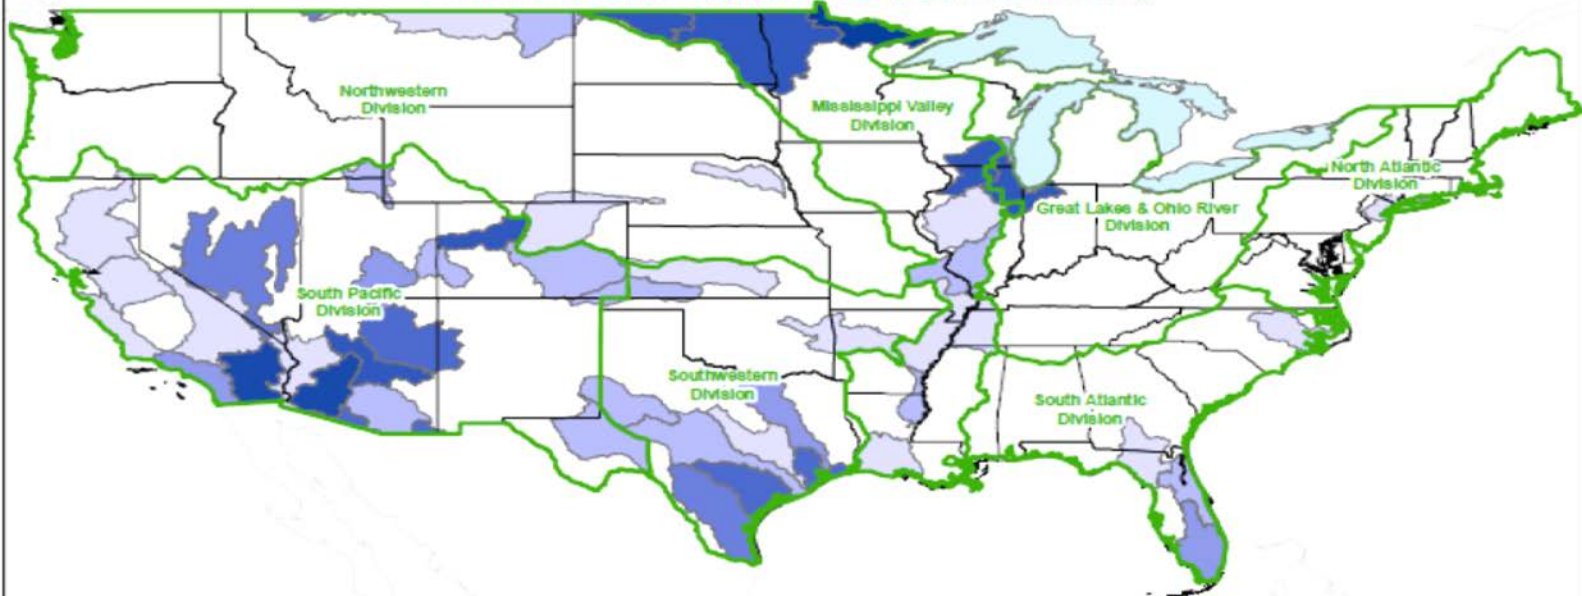 Northwestern
Division
Mississippi Valley
Division
North Atlantic
Division
Great Lakes & Ohio River
Division
South Pacific
Division
Southwestern
Division
South Atlantic
Division